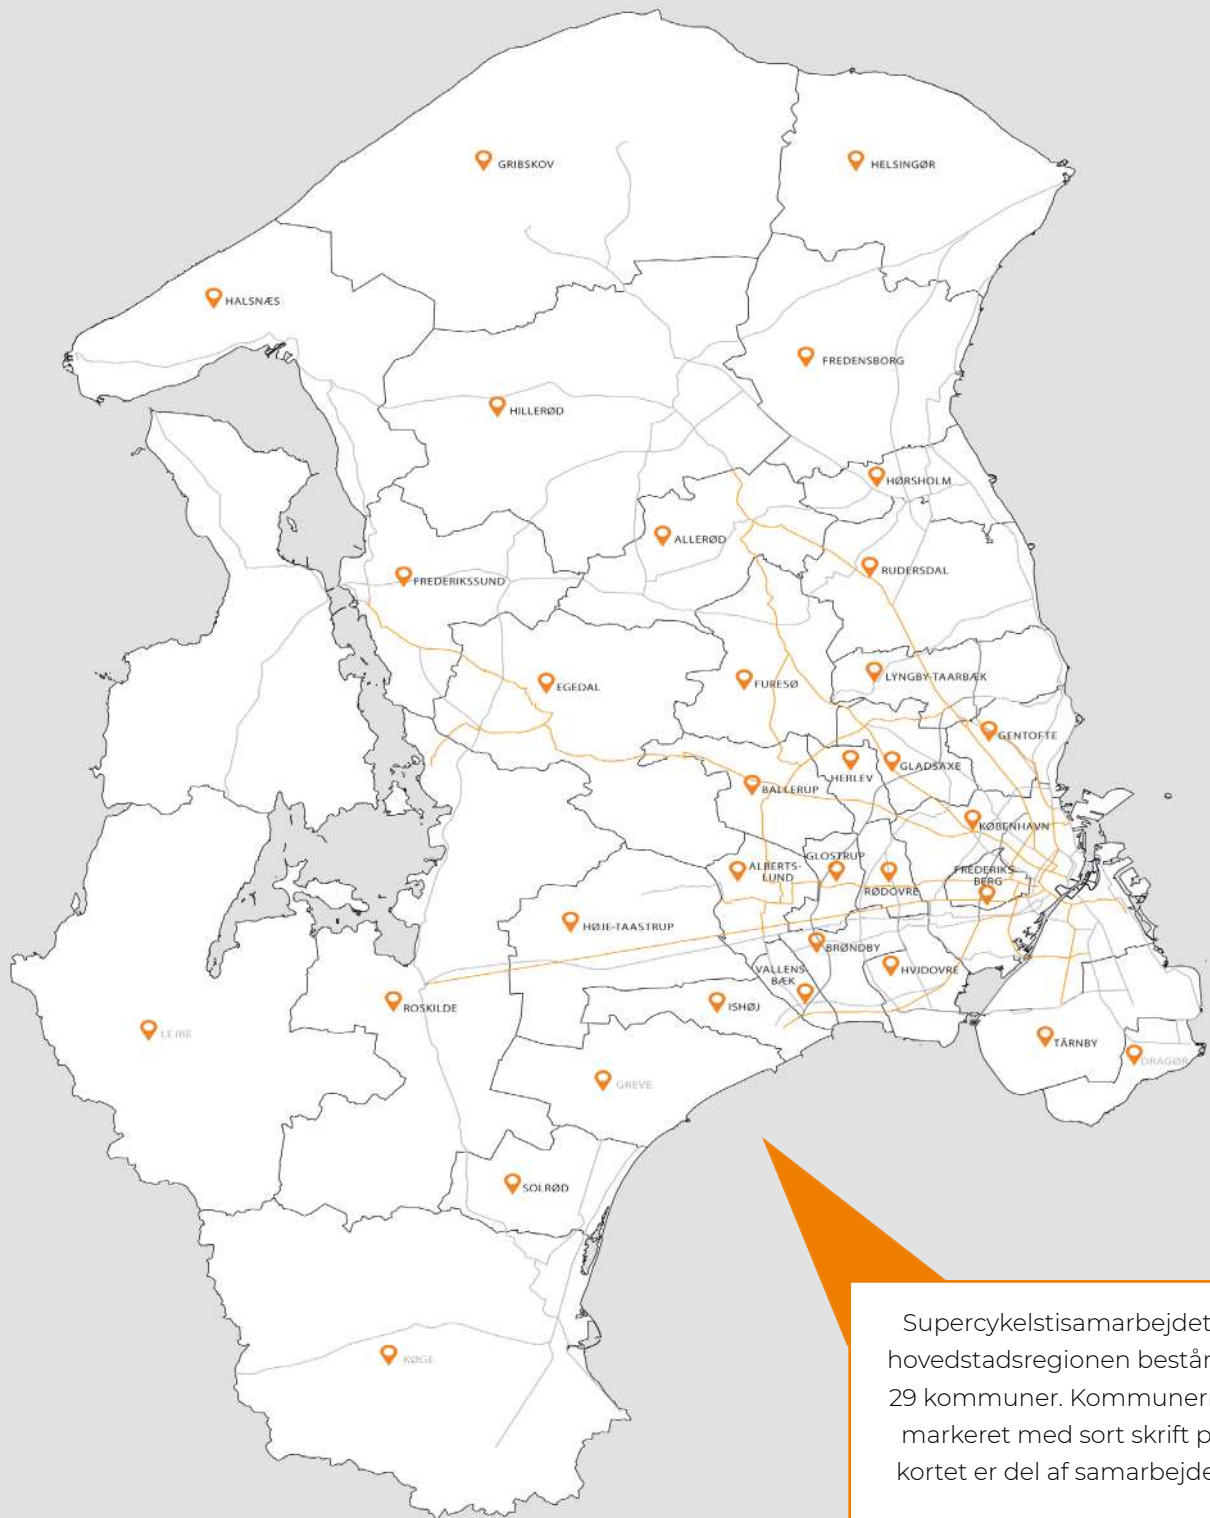 GRIBSKOV
HELSINGØR
HALSNÆS
FREDENSBORG
HILLERØD
HØRSHOLM
ALLERØD
RUDERSDAL
FREDERIKSSUND
LYNGBY-TAARBÆK
FURESØ
EGEDAL
GENTOFTE
GLADSAXE
HERLEV
BALLERUP
KØBENHAVN
GLOSTRUP
ALBERTS-
LUND
FREDERIKS-
BERG
RØDOVRE
HØJE-TAASTRUP
BRØNDBY
HVIDOVRE
VALLENS-
BÆK
ISHØJ
ROSKILDE
LEJRE
TÅRNBY
DRAGØR
GREVE
SOLRØD
KØGE
Supercykelstisamarbejdet
hovedstadsregionen består
29 kommuner.
markeret med sort skrift
kortet er del af